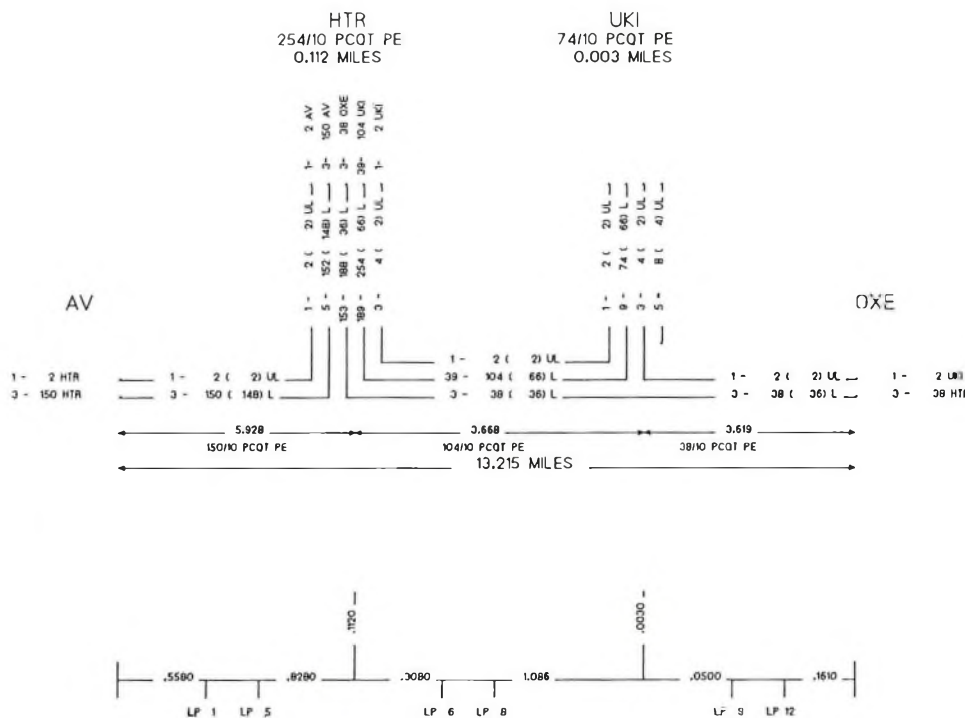 HTR
254/10 PCQT PE
0.112 MILES
UKI
74/10 PCQT PE
0.003 MILES
1 - 2 ( 2) UL 1- 2 AV
5 - 152 ( 148) L 3- 150 AV
153 - 188 ( 36) L 3- 38 OXE
189 - 254 ( 66) L 39- 104 UKI
3 - 4 ( 2) UL 1- 2 UKI
1 - 2 ( 2) UL
9 - 74 ( 66) L
3 - 4 ( 2) UL
5 - 8 ( 4) UL
AV
OXE
1 - 2 HTR
3 - 150 HTR
1 - 2 ( 2) UL
3 - 150 ( 148) L
1 - 2 ( 2) UL
39 - 104 ( 66) L
3 - 38 ( 36) L
1 - 2 ( 2) UL
3 - 38 ( 36) L
1 - 2 UKI
3 - 38 HTR
5.928
3.668
3.619
150/10 PCQT PE
104/10 PCQT PE
38/10 PCQT PE
13.215 MILES
.1120
.0030
.5580
.8280
.3080
1.086
.0500
.1610
LP 1
LP 5
LP 6
LP 8
LP 9
LP 12